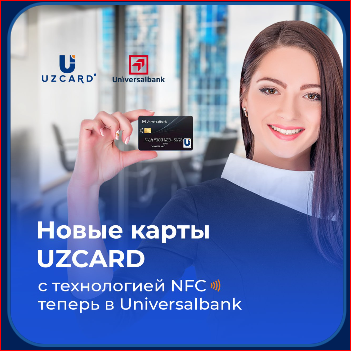 UZCARD
Universalbank
Новые карты
UZCARD
с технологией NFC
теперь в Universalbank